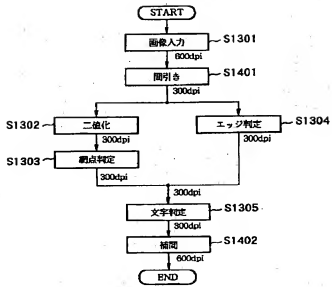 START
画像入力 S1301
600dpi
間引き S1401
300dpi
S1302 二値化 エッジ判定 S1304
300dpi 300dpi
S1303 網点判定
300dpi
300dpi
文字判定 S1305
300dpi
補間 S1402
600dpi
END